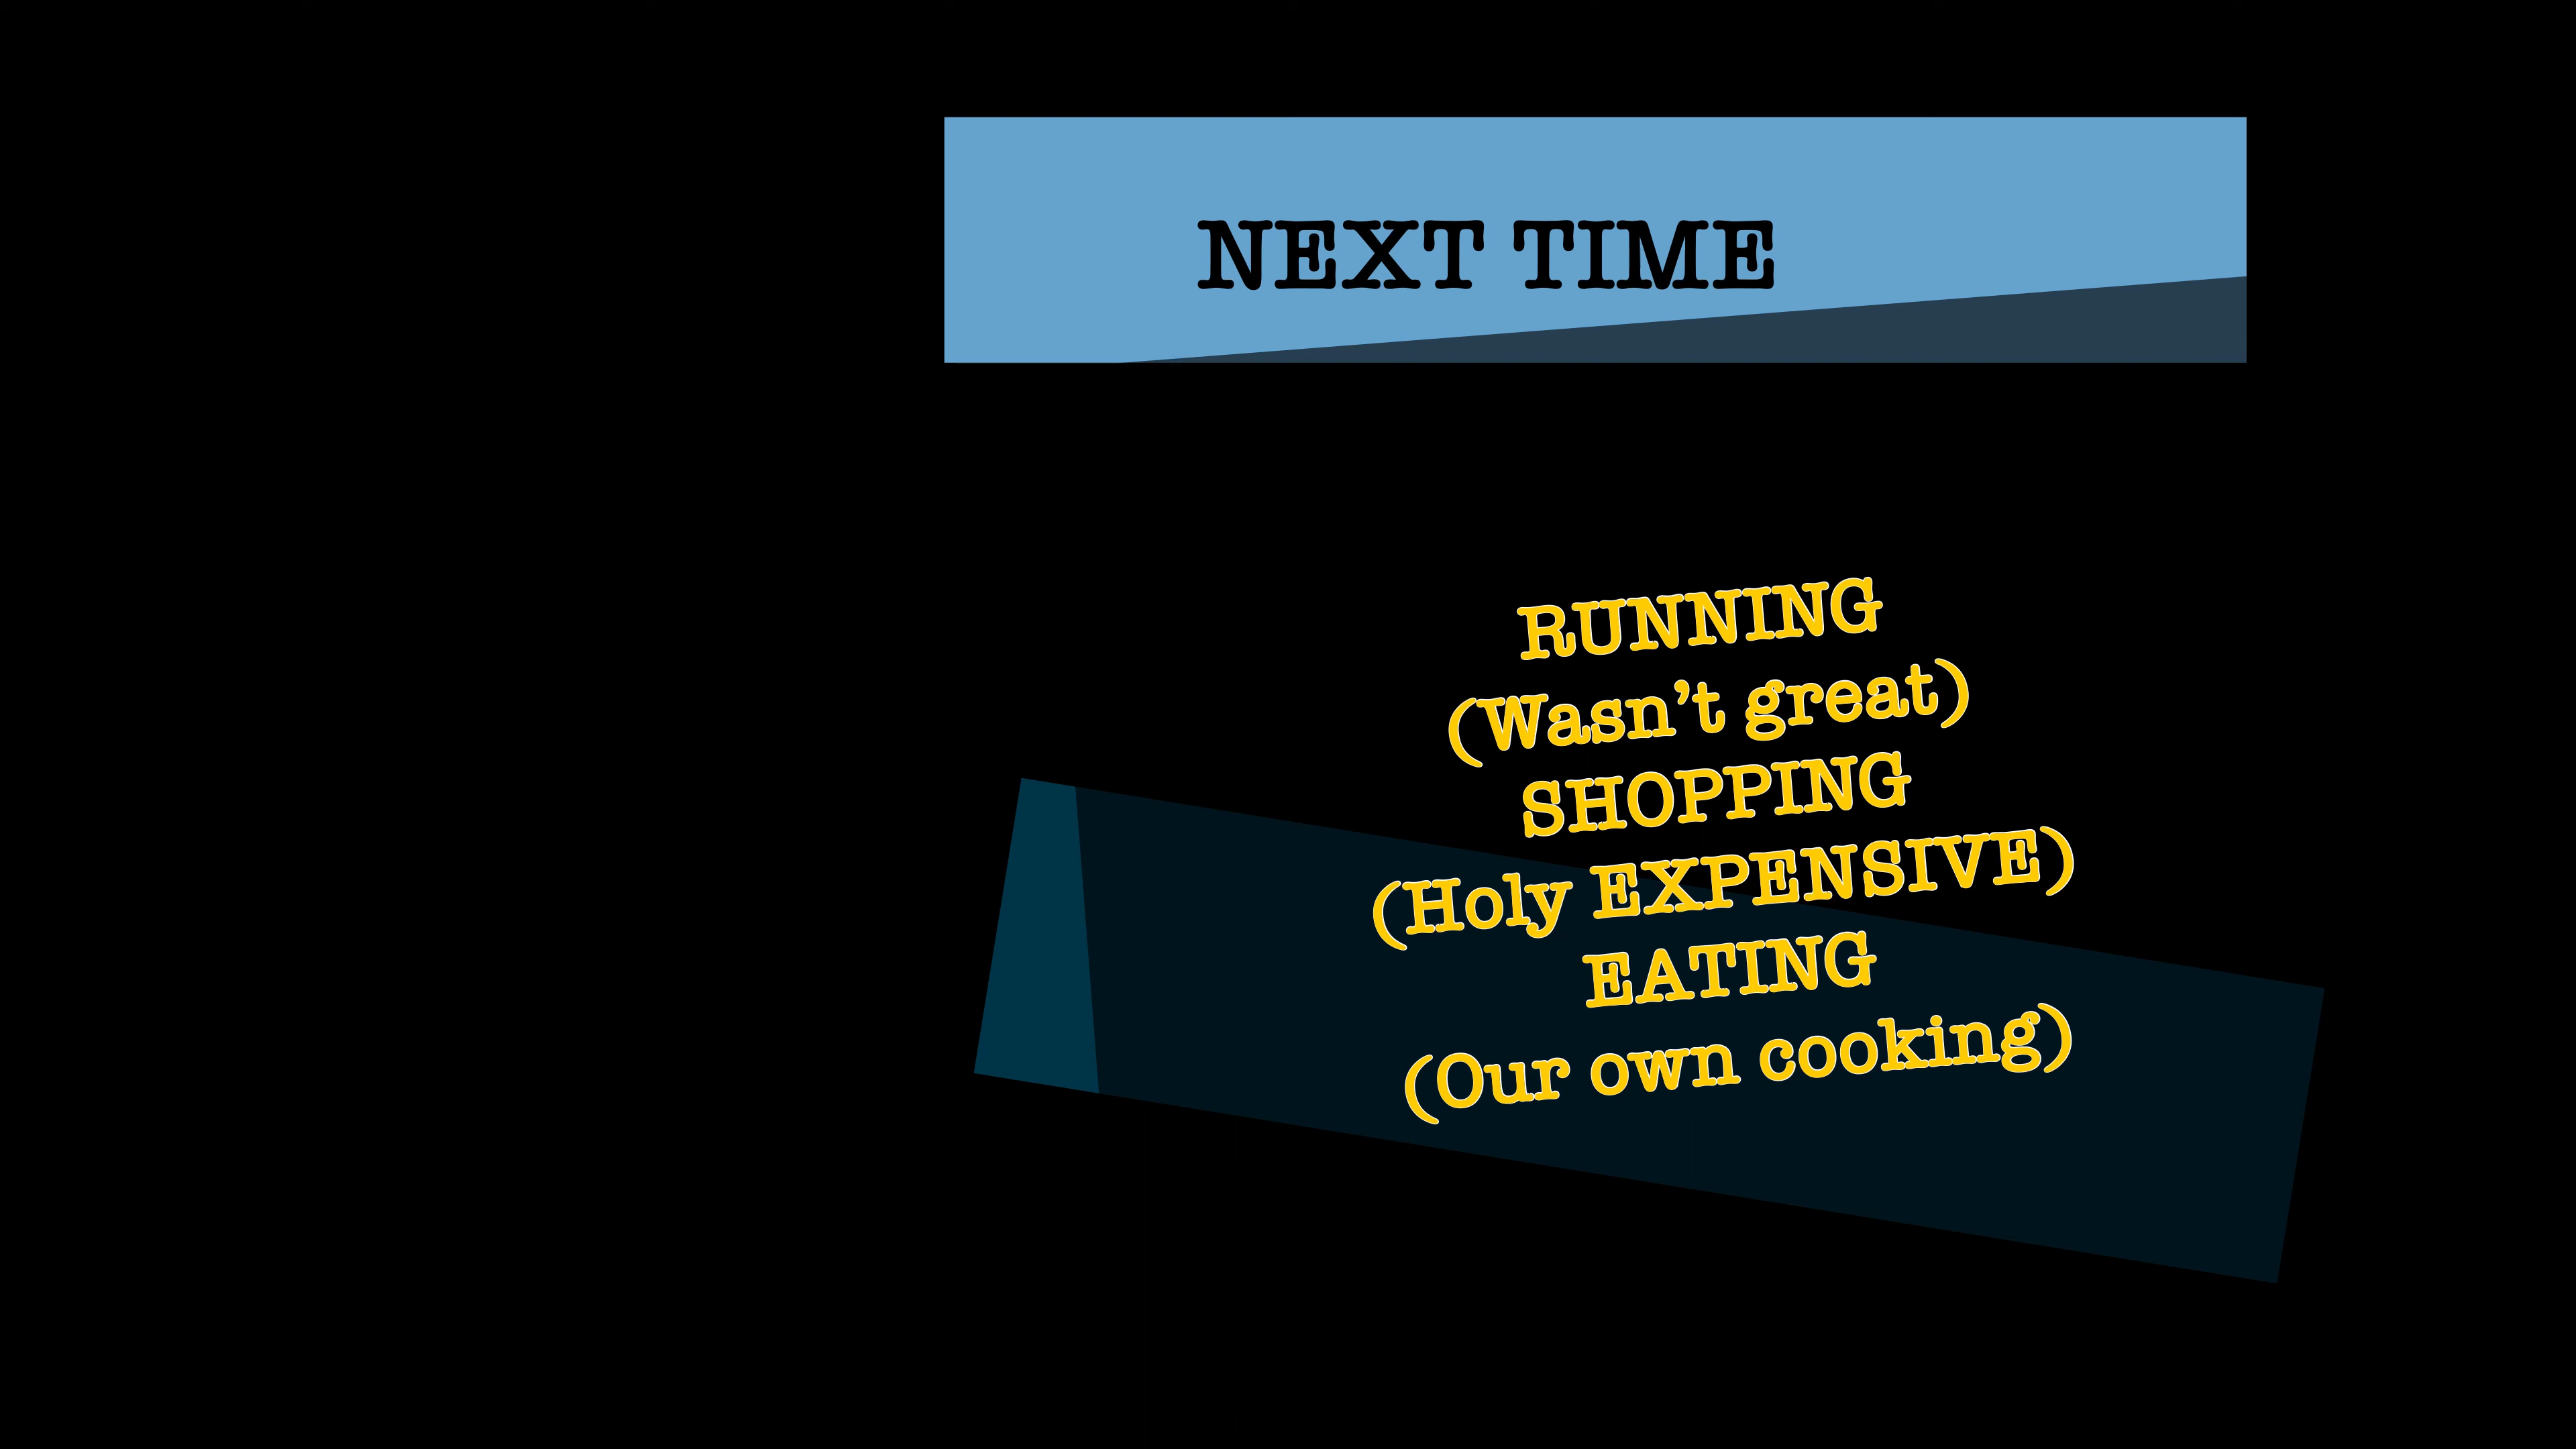 NEXT TIME
RUNNING
(Wasn’t great)
SHOPPING
(Holy EXPENSIVE)
EATING
(Our own cooking)